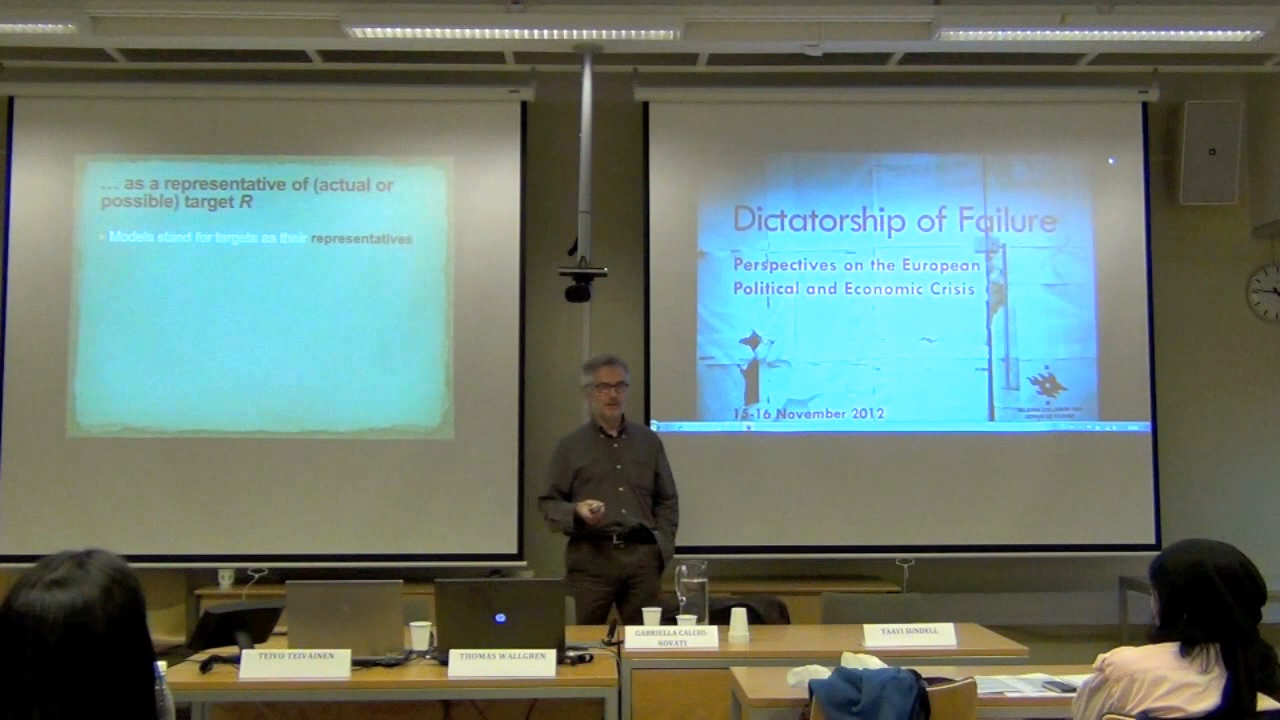 ... as a representative of (actual or
possible) target R
Models stand for targets as their representatives
Dictatorship of Failure
Perspectives on the European
Political and Economic Crisis
15-16 November 2012
TEIVO TEIVAINEN
THOMAS WALLGREN
GABRIELLA CALCHI-
NOVATI
TAAVI SUNDELL